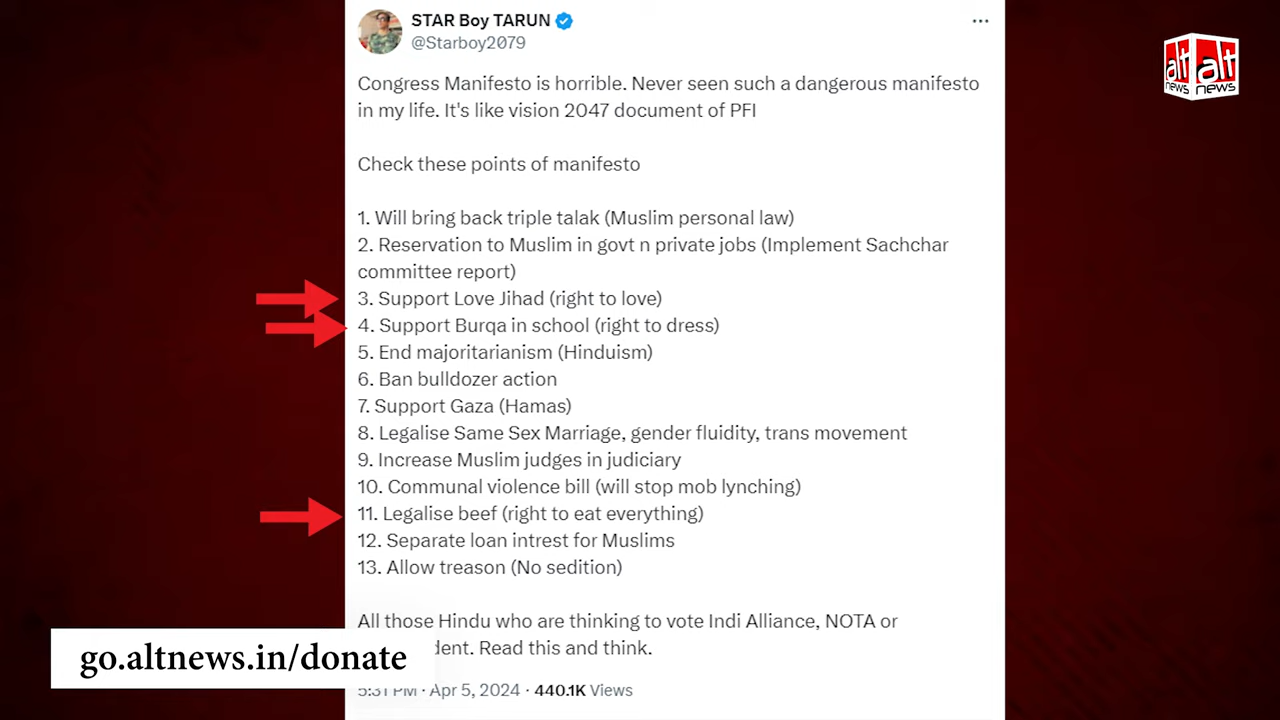 STAR Boy TARUN
@Starboy2079
alt alt
news news
Congress Manifesto is horrible. Never seen such a dangerous manifesto
in my life. It's like vision 2047 document of PFI
Check these points of manifesto
1. Will bring back triple talak (Muslim personal law)
2. Reservation to Muslim in govt n private jobs (Implement Sachchar
committee report)
3. Support Love Jihad (right to love)
4. Support Burqa in school (right to dress)
5. End majoritarianism (Hinduism)
6. Ban bulldozer action
7. Support Gaza (Hamas)
8. Legalise Same Sex Marriage, gender fluidity, trans movement
9. Increase Muslim judges in judiciary
10. Communal violence bill (will stop mob lynching)
11. Legalise beef (right to eat everything)
12. Separate loan intrest for Muslims
13. Allow treason (No sedition)
All those Hindu who are thinking to vote Indi Alliance, NOTA or
dent. Read this and think.
go.altnews.in/donate
5:31 PM · Apr 5, 2024 · 440.1K Views